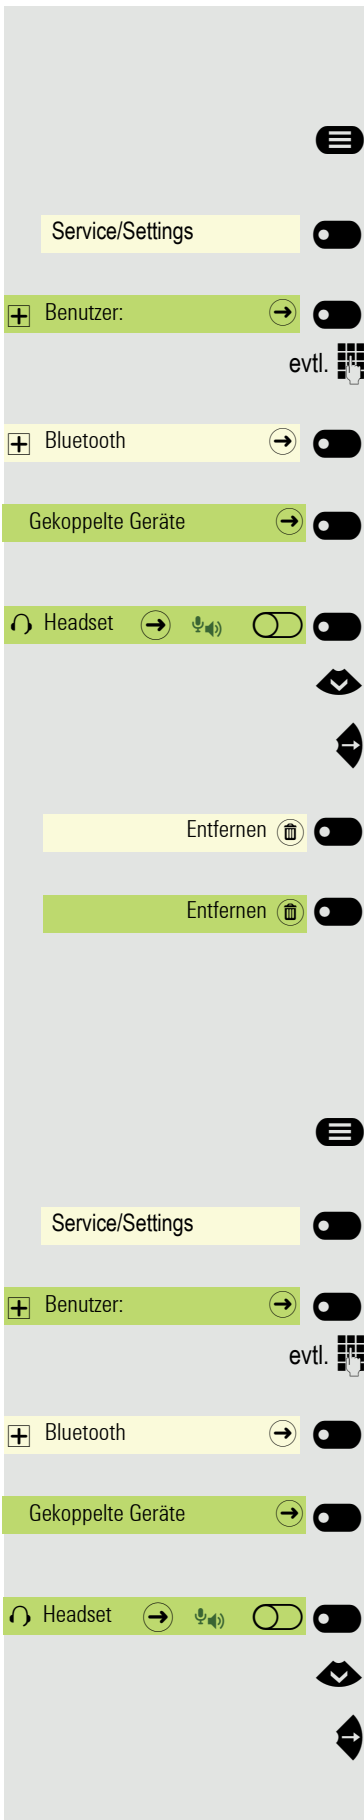 Service/Settings
Benutzer:
evtl.
Bluetooth
Gekoppelte Geräte
Headset
Entfernen
Entfernen
Service/Settings
Benutzer:
evtl.
Bluetooth
Gekoppelte Geräte
Headset